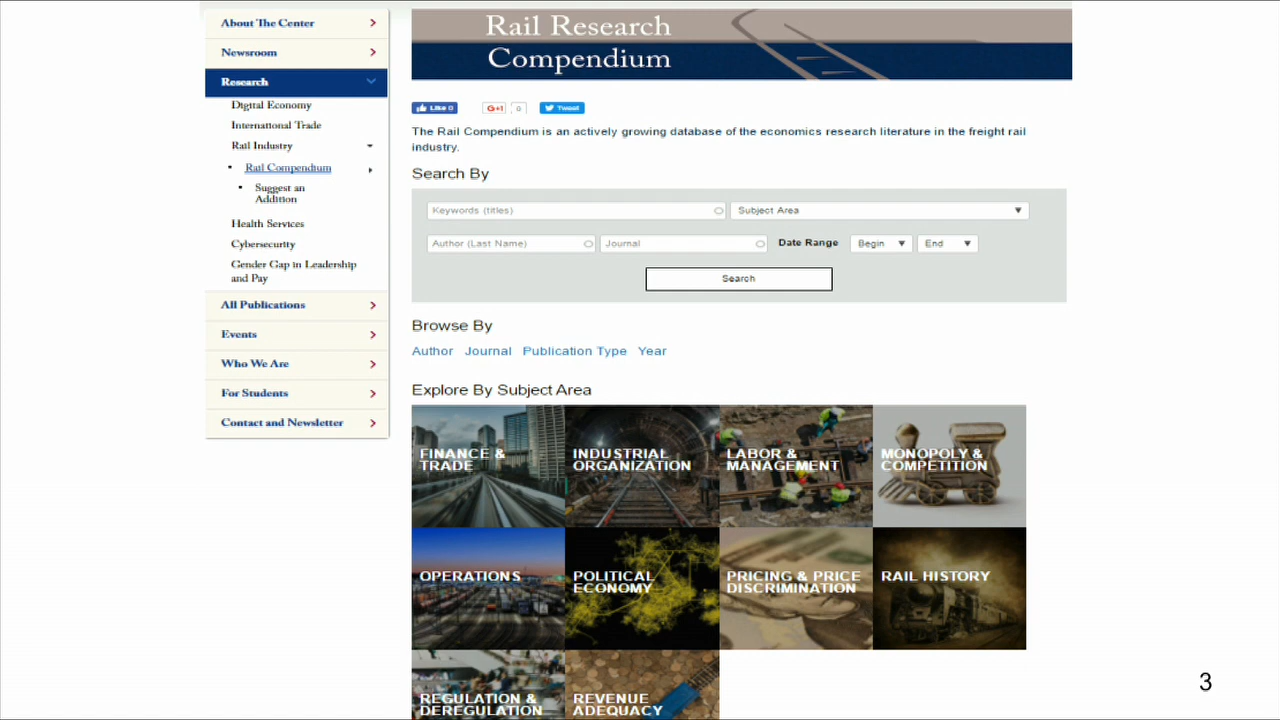 About The Center
Newsroom
Research
Digital Economy
International Trade
Rail Industry
Rail Compendium
Suggest an
Addition
Health Services
Cybersecurity
Gender Gap in Leadership
and Pay
All Publications
Events
Who We Are
For Students
Contact and Newsletter
Rail Research
Compendium
Like 0
G+1 0
Tweet
The Rail Compendium is an actively growing database of the economics research literature in the freight rail
industry.
Search By
Keywords (titles)
Subject Area
Author (Last Name)
Journal
Date Range
Begin
End
Search
Browse By
Author Journal Publication Type Year
Explore By Subject Area
FINANCE &
TRADE
INDUSTRIAL
ORGANIZATION
LABOR &
MANAGEMENT
MONOPOLY &
COMPETITION
OPERATIONS
POLITICAL
ECONOMY
PRICING & PRICE
DISCRIMINATION
RAIL HISTORY
REGULATION &
DEREGULATION
REVENUE
ADEQUACY
3